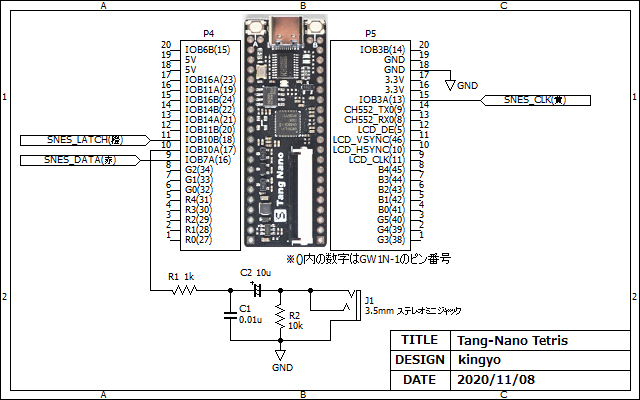 A B C
P4 P5
20 IOB6B(15) IOB3B(14) 20
19 5V GND 19
18 5V GND 18
17 IOB16A(23) 3.3V 17
16 IOB11A(19) 3.3V 16
15 IOB16B(24) IOB3A(13) 15
14 IOB14B(22) CH552_TX0(9) 14
13 IOB14A(21) CH552_RX0(8) 13
12 IOB11B(20) LCD_DE(5) 12
11 IOB10B(18) LCD_VSYNC(46) 11
10 IOB10A(17) LCD_HSYNC(10) 10
9 IOB7A(16) LCD_CLK(11) 9
8 G2(34) B4(45) 8
7 G1(33) B3(44) 7
6 G0(32) B2(43) 6
5 R4(31) B1(42) 5
4 R3(30) B0(41) 4
3 R2(29) G5(40) 3
2 R1(28) G4(39) 2
1 R0(27) G3(38) 1
GND
SNES_CLK(黄)
SNES_LATCH(橙)
SNES_DATA(赤)
1 1
A B
S Tang Nano
※()内の数字はGW1N-1のピン番号
R1 1k
C2 10u
+
C1
0.01u
R2
10k
J1
3.5mm ステレオミニジャック
GND
2 2
TITLE Tang-Nano Tetris
DESIGN kingyo
DATE 2020/11/08
A B C